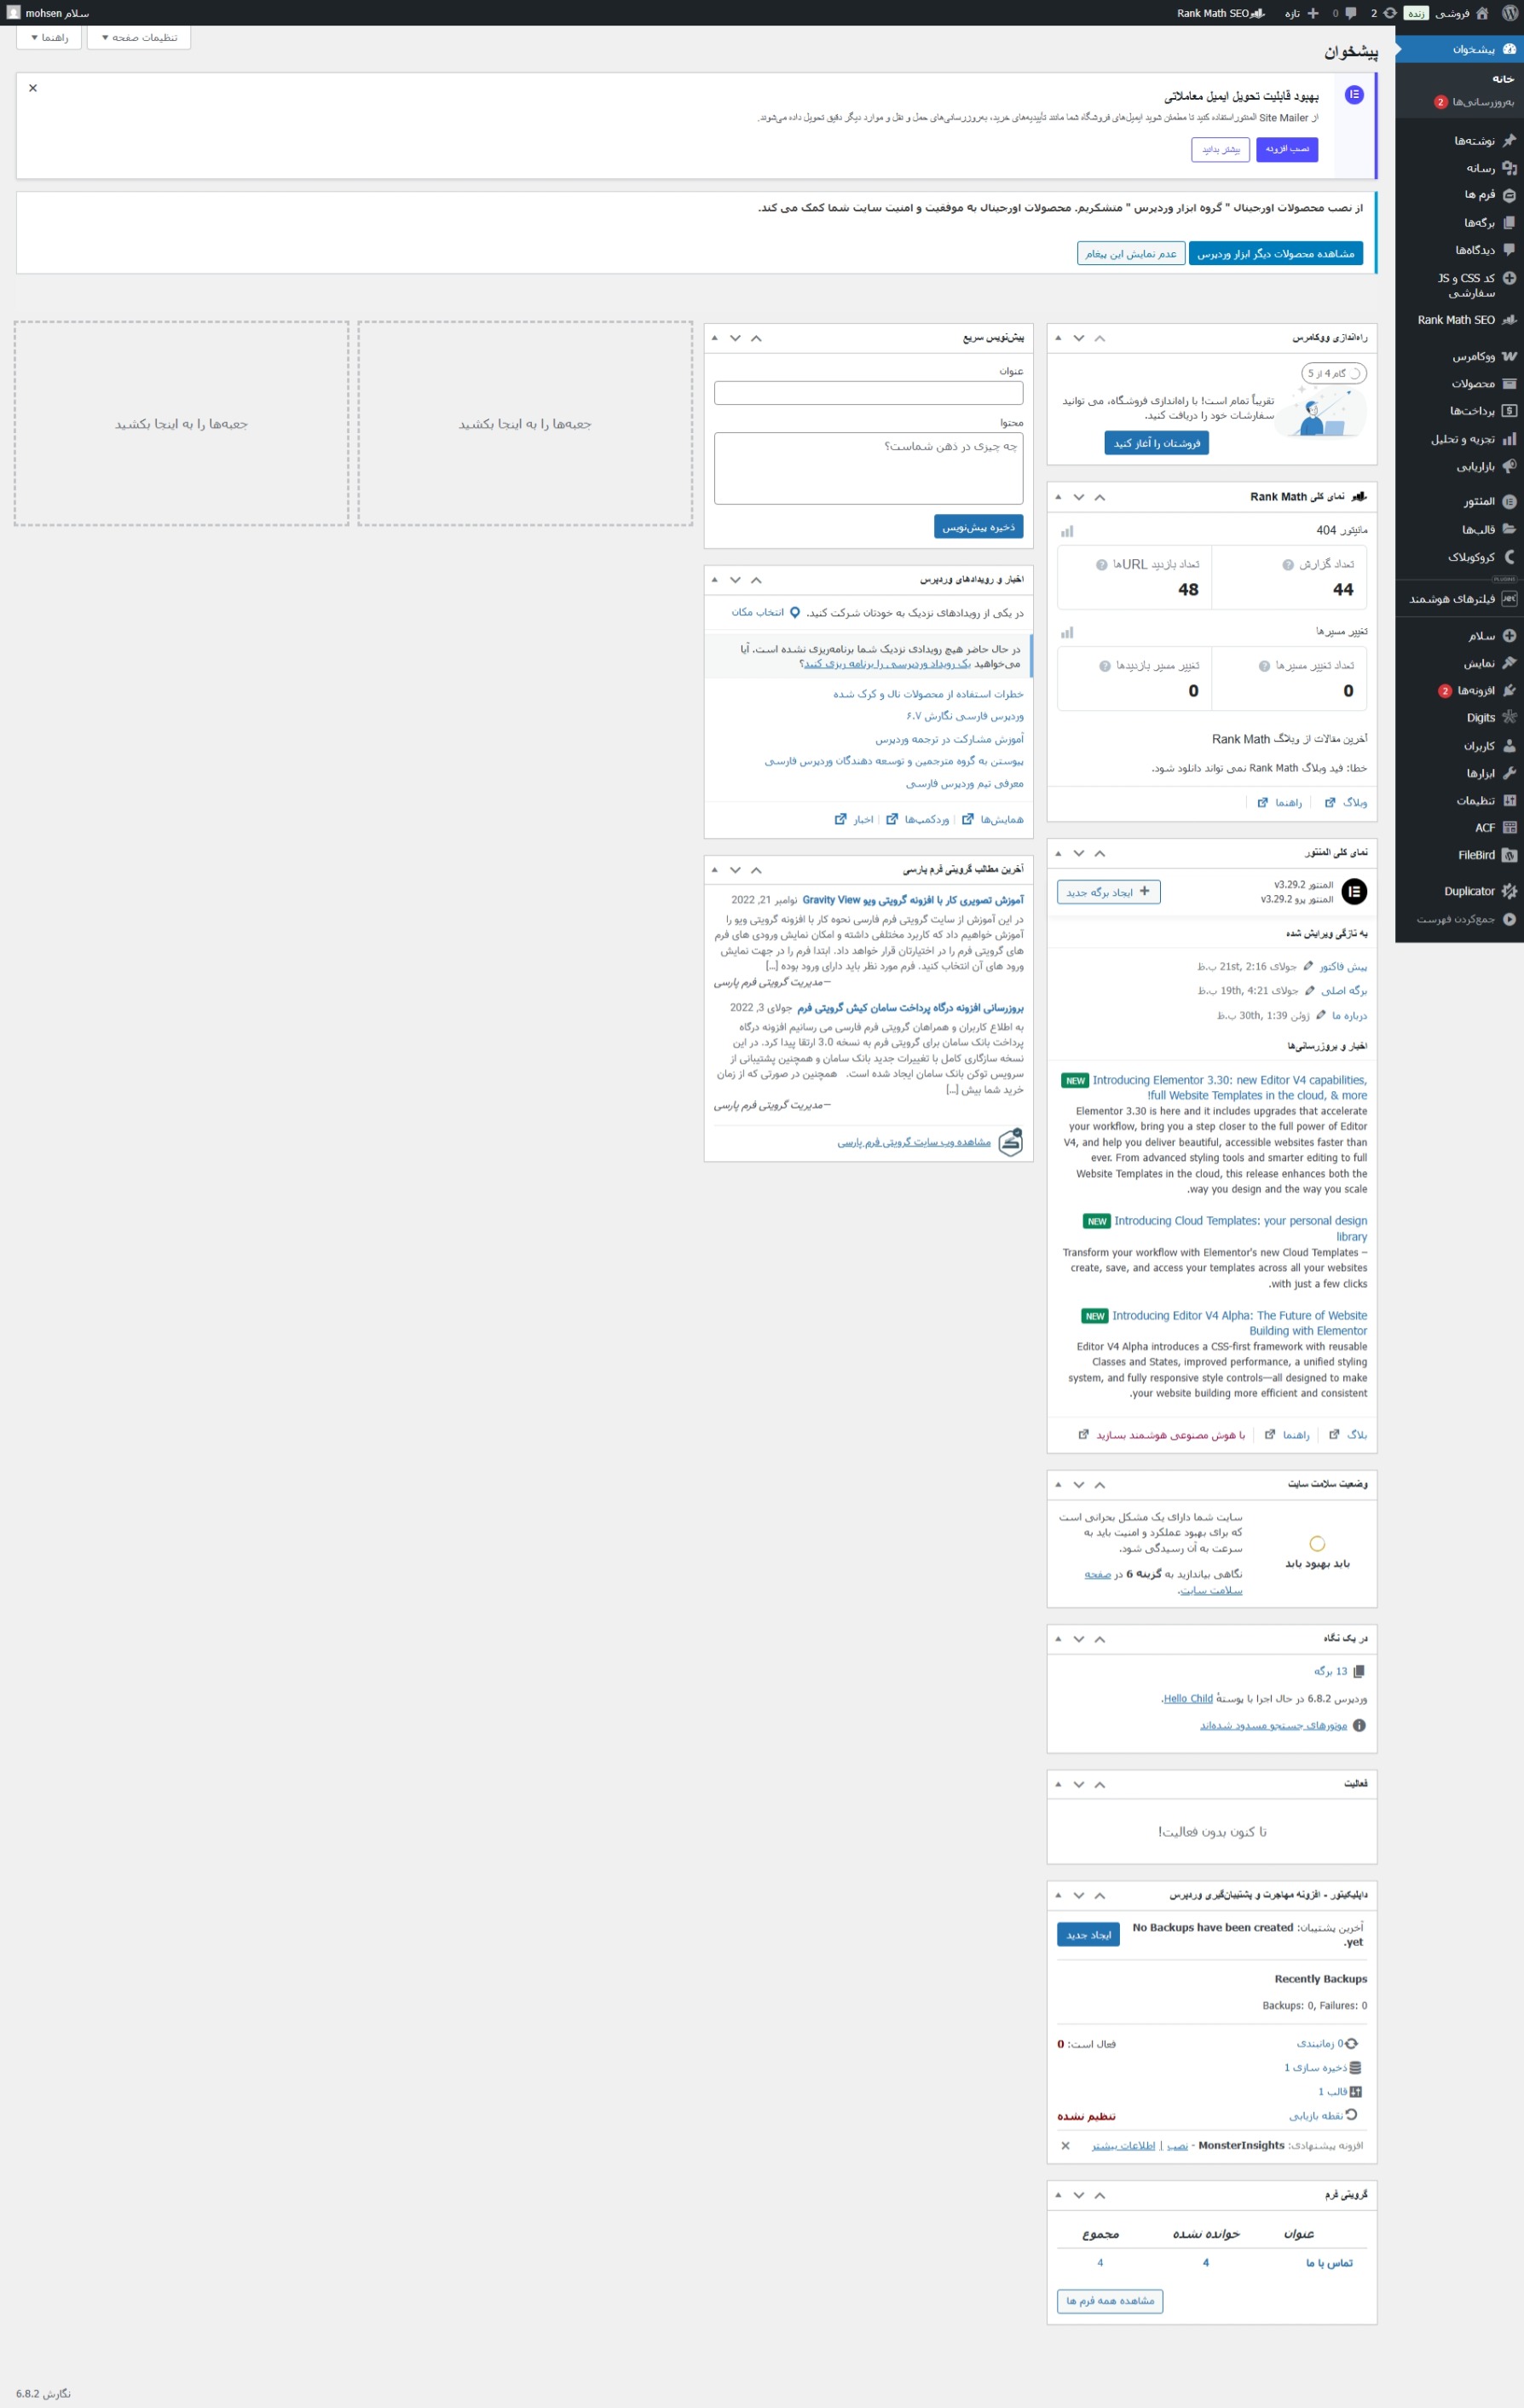 فروشی
زنده
2
0
تازه
Rank Math SEO
سلام mohsen
پیشخوان
خانه
به‌روزرسانی‌ها 2
نوشته‌ها
رسانه
فرم ها
برگه‌ها
دیدگاه‌ها
کد CSS و JS
سفارشی
Rank Math SEO
ووکامرس
محصولات
پرداخت‌ها
تجزیه و تحلیل
بازاریابی
المنتور
قالب‌ها
کروکوبلاک
فیلترهای هوشمند
سلام
نمایش
افزونه‌ها 2
Digits
کاربران
ابزارها
تنظیمات
ACF
FileBird
Duplicator
جمع‌کردن فهرست
تنظیمات صفحه
راهنما
پیشخوان
بهبود قابلیت تحویل ایمیل معاملاتی
از Site Mailer المنتور استفاده کنید تا مطمئن شوید ایمیل‌های فروشگاه شما مانند تأییدیه‌های خرید، به‌روزرسانی‌های حمل و نقل و موارد دیگر دقیق تحویل داده می‌شوند.
نصب افزونه
بیشتر بدانید
از نصب محصولات اورجینال " گروه ابزار وردپرس " متشکریم. محصولات اورجینال به موفقیت و امنیت سایت شما کمک می کند.
مشاهده محصولات دیگر ابزار وردپرس
عدم نمایش این پیغام
راه‌اندازی ووکامرس
گام 4 از 5
تقریباً تمام است! با راه‌اندازی فروشگاه، می توانید
سفارشات خود را دریافت کنید.
فروشتان را آغاز کنید
نمای کلی Rank Math
مانیتور 404
تعداد گزارش
44
تعداد بازدید URLها
48
تغییر مسیرها
تعداد تغییر مسیرها
0
تغییر مسیر بازدیدها
0
آخرین مقالات از وبلاگ Rank Math
خطا: فید وبلاگ Rank Math نمی تواند دانلود شود.
وبلاگ
راهنما
نمای کلی المنتور
المنتور v3.29.2
المنتور پرو v3.29.2
ایجاد برگه جدید
به تازگی ویرایش شده
پیش فاکتور جولای 21st, 2:16 ب.ظ
برگه اصلی جولای 19th, 4:21 ب.ظ
درباره ما ژوئن 30th, 1:39 ب.ظ
اخبار و بروزرسانی‌ها
NEW Introducing Elementor 3.30: new Editor V4 capabilities,
full Website Templates in the cloud, & more!
Elementor 3.30 is here and it includes upgrades that accelerate
your workflow, bring you a step closer to the full power of Editor
V4, and help you deliver beautiful, accessible websites faster than
ever. From advanced styling tools and smarter editing to full
Website Templates in the cloud, this release enhances both the
way you design and the way you scale.
NEW Introducing Cloud Templates: your personal design
library
Transform your workflow with Elementor's new Cloud Templates –
create, save, and access your templates across all your websites
with just a few clicks.
NEW Introducing Editor V4 Alpha: The Future of Website
Building with Elementor
Editor V4 Alpha introduces a CSS-first framework with reusable
Classes and States, improved performance, a unified styling
system, and fully responsive style controls—all designed to make
your website building more efficient and consistent.
بلاگ
راهنما
با هوش مصنوعی هوشمند بسازید
وضعیت سلامت سایت
باید بهبود یابد
سایت شما دارای یک مشکل بحرانی است
که برای بهبود عملکرد و امنیت باید به
سرعت به آن رسیدگی شود.
نگاهی بیاندازید به گزینه 6 در صفحه
سلامت سایت.
در یک نگاه
13 برگه
وردپرس 6.8.2 در حال اجرا با پوستهٔ Hello Child.
موتورهای جستجو مسدود شده‌اند
فعالیت
تا کنون بدون فعالیت!
داپلیکیتور - افزونه مهاجرت و پشتیبان‌گیری وردپرس
آخرین پشتیبان: No Backups have been created
yet.
ایجاد جدید
Recently Backups
Backups: 0, Failures: 0
0 زمانبندی
فعال است: 0
ذخیره سازی 1
قالب 1
نقطه بازیابی
تنظیم نشده
افزونه پیشنهادی: MonsterInsights - نصب | اطلاعات بیشتر
گرویتی فرم
عنوان خوانده نشده مجموع
تماس با ما 4 4
مشاهده همه فرم ها
پیش‌نویس سریع
عنوان
محتوا
چه چیزی در ذهن شماست؟
ذخیره پیش‌نویس
اخبار و رویدادهای وردپرس
در یکی از رویدادهای نزدیک به خودتان شرکت کنید. انتخاب مکان
در حال حاضر هیچ رویدادی نزدیک شما برنامه‌ریزی نشده است. آیا
می‌خواهید یک رویداد وردپرسی را برنامه ریزی کنید؟
خطرات استفاده از محصولات نال و کرک شده
وردپرس فارسی نگارش ۶.۷
آموزش مشارکت در ترجمه وردپرس
پیوستن به گروه مترجمین و توسعه دهندگان وردپرس فارسی
معرفی تیم وردپرس فارسی
همایش‌ها
وردکمپ‌ها
اخبار
آخرین مطالب گرویتی فرم پارسی
آموزش تصویری کار با افزونه گرویتی ویو Gravity View نوامبر 21, 2022
در این آموزش از سایت گرویتی فرم فارسی نحوه کار با افزونه گرویتی ویو را
آموزش خواهیم داد که کاربرد مختلفی داشته و امکان نمایش ورودی های فرم
های گرویتی فرم را در اختیارتان قرار خواهد داد. ابتدا فرم را در جهت نمایش
ورود های آن انتخاب کنید. فرم مورد نظر باید دارای ورود بوده [...]
—مدیریت گرویتی فرم پارسی
بروزرسانی افزونه درگاه پرداخت سامان کیش گرویتی فرم جولای 3, 2022
به اطلاع کاربران و همراهان گرویتی فرم فارسی می رسانیم افزونه درگاه
پرداخت بانک سامان برای گرویتی فرم به نسخه 3.0 ارتقا پیدا کرد. در این
نسخه سازگاری کامل با تغییرات جدید بانک سامان و همچنین پشتیبانی از
سرویس توکن بانک سامان ایجاد شده است. همچنین در صورتی که از زمان
خرید شما بیش [...]
—مدیریت گرویتی فرم پارسی
مشاهده وب سایت گرویتی فرم پارسی
جعبه‌ها را به اینجا بکشید
جعبه‌ها را به اینجا بکشید
نگارش 6.8.2